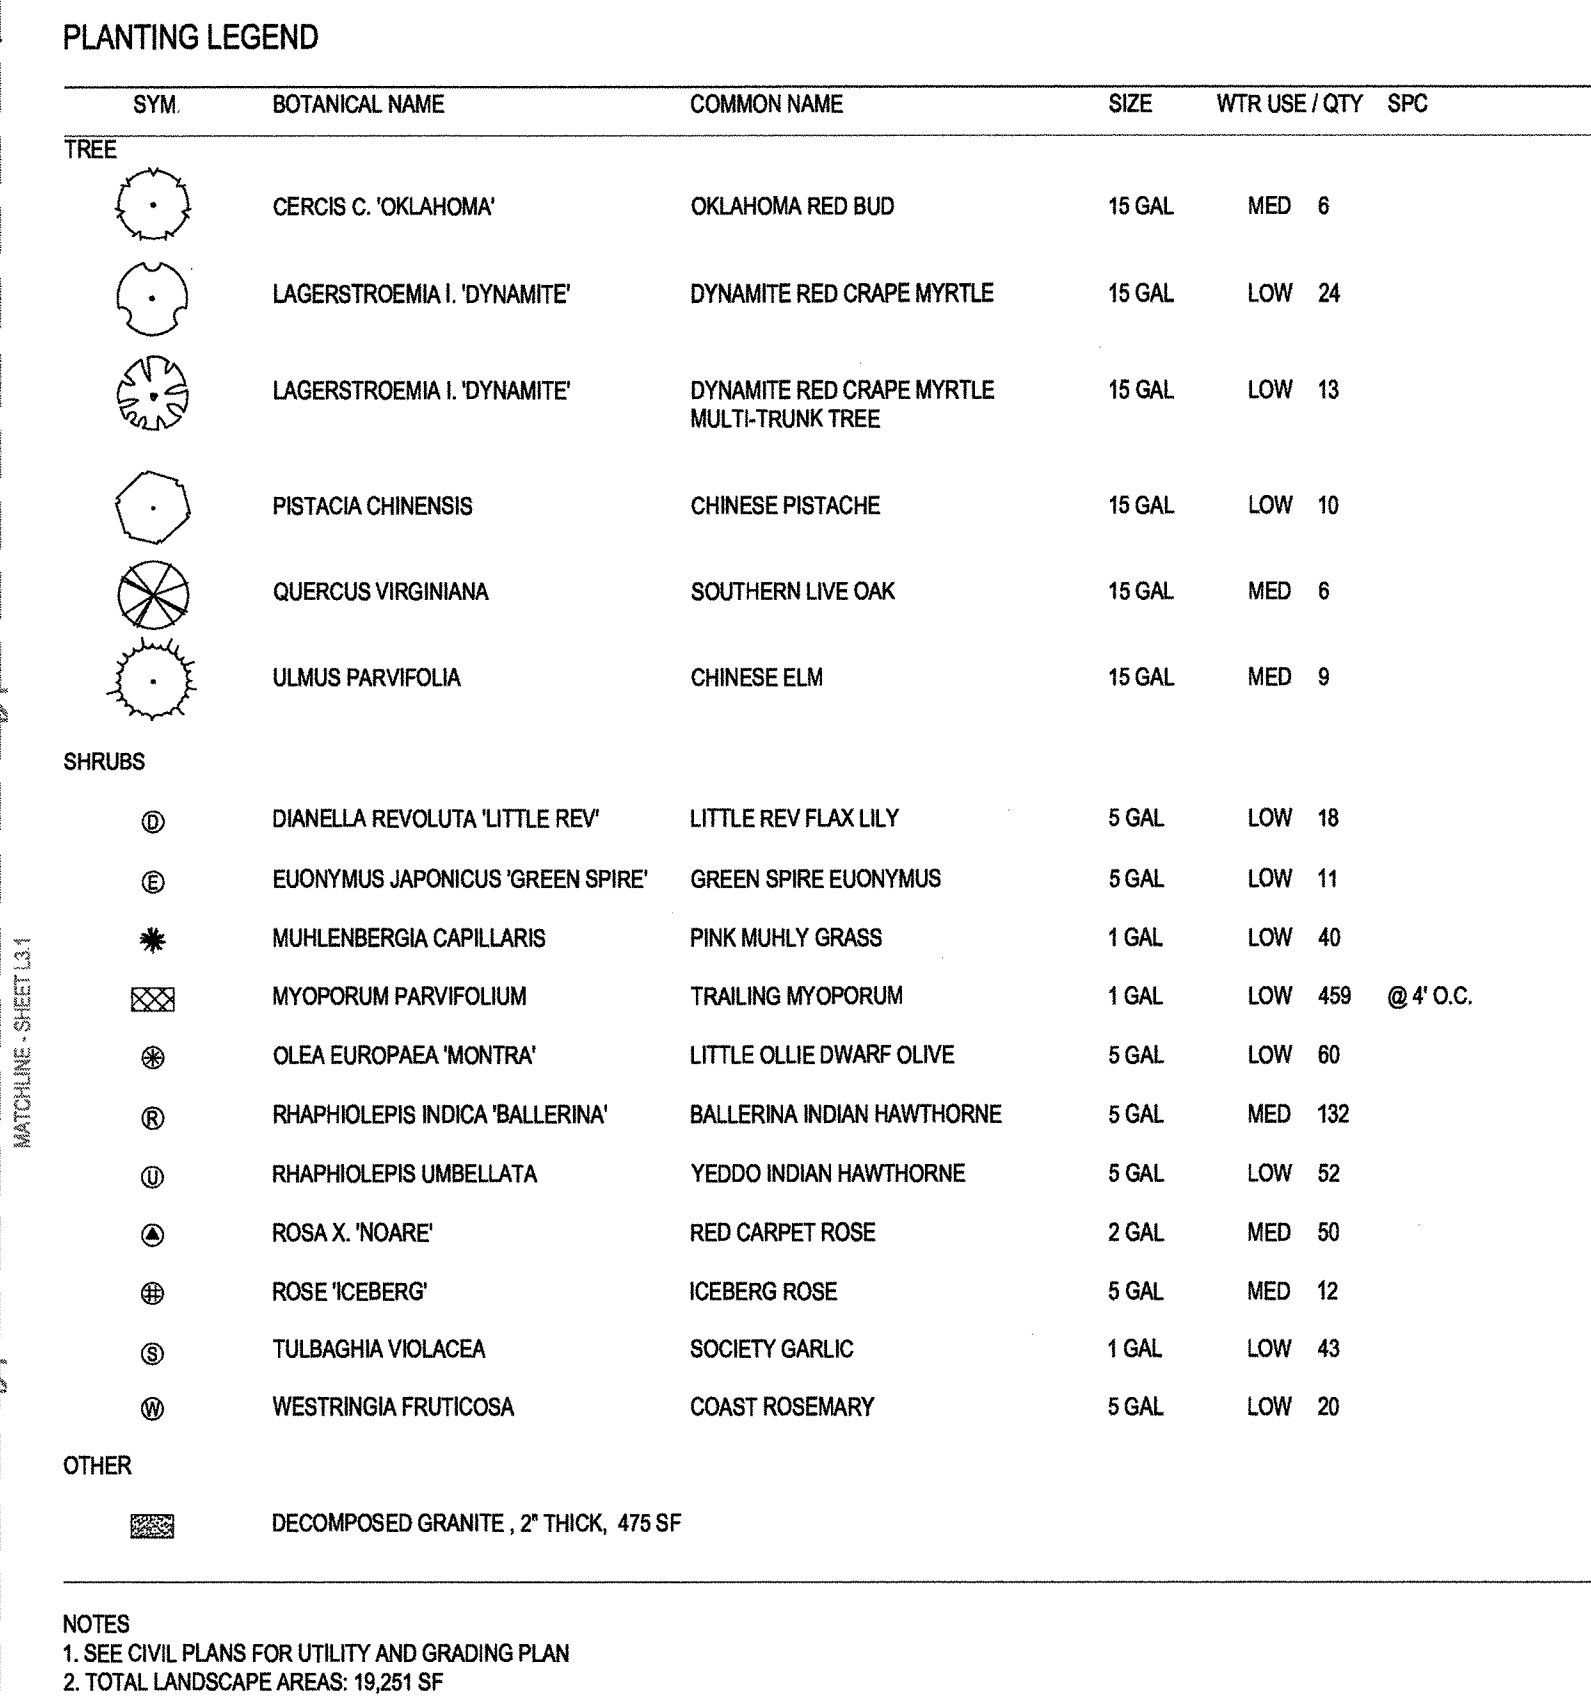 PLANTING LEGEND
SYM. BOTANICAL NAME COMMON NAME SIZE WTR USE / QTY SPC
TREE
CERCIS C. 'OKLAHOMA' OKLAHOMA RED BUD 15 GAL MED 6
LAGERSTROEMIA I. 'DYNAMITE' DYNAMITE RED CRAPE MYRTLE 15 GAL LOW 24
LAGERSTROEMIA I. 'DYNAMITE' DYNAMITE RED CRAPE MYRTLE 15 GAL LOW 13
MULTI-TRUNK TREE
PISTACIA CHINENSIS CHINESE PISTACHE 15 GAL LOW 10
QUERCUS VIRGINIANA SOUTHERN LIVE OAK 15 GAL MED 6
ULMUS PARVIFOLIA CHINESE ELM 15 GAL MED 9
SHRUBS
D DIANELLA REVOLUTA 'LITTLE REV' LITTLE REV FLAX LILY 5 GAL LOW 18
E EUONYMUS JAPONICUS 'GREEN SPIRE' GREEN SPIRE EUONYMUS 5 GAL LOW 11
MUHLENBERGIA CAPILLARIS PINK MUHLY GRASS 1 GAL LOW 40
MYOPORUM PARVIFOLIUM TRAILING MYOPORUM 1 GAL LOW 459 @ 4' O.C.
OLEA EUROPAEA 'MONTRA' LITTLE OLLIE DWARF OLIVE 5 GAL LOW 60
R RHAPHIOLEPIS INDICA 'BALLERINA' BALLERINA INDIAN HAWTHORNE 5 GAL MED 132
U RHAPHIOLEPIS UMBELLATA YEDDO INDIAN HAWTHORNE 5 GAL LOW 52
ROSA X. 'NOARE' RED CARPET ROSE 2 GAL MED 50
ROSE 'ICEBERG' ICEBERG ROSE 5 GAL MED 12
S TULBAGHIA VIOLACEA SOCIETY GARLIC 1 GAL LOW 43
W WESTRINGIA FRUTICOSA COAST ROSEMARY 5 GAL LOW 20
OTHER
DECOMPOSED GRANITE , 2" THICK, 475 SF
NOTES
1. SEE CIVIL PLANS FOR UTILITY AND GRADING PLAN
2. TOTAL LANDSCAPE AREAS: 19,251 SF
MATCHLINE - SHEET L3.1